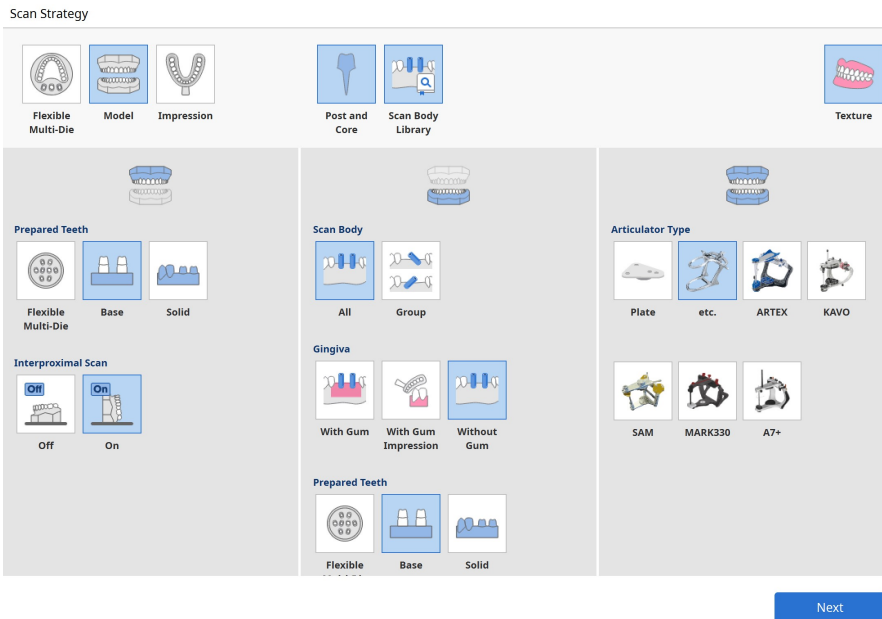 Scan Strategy
Flexible
Multi-Die
Model
Impression
Post and
Core
Scan Body
Library
Texture
Prepared Teeth
Flexible
Multi-Die
Base
Solid
Interproximal Scan
Off
On
Off
On
Scan Body
All
Group
Gingiva
With Gum
With Gum
Impression
Without
Gum
Prepared Teeth
Flexible
Base
Solid
Articulator Type
Plate
etc.
ARTEX
KAVO
SAM
MARK330
A7+
Next